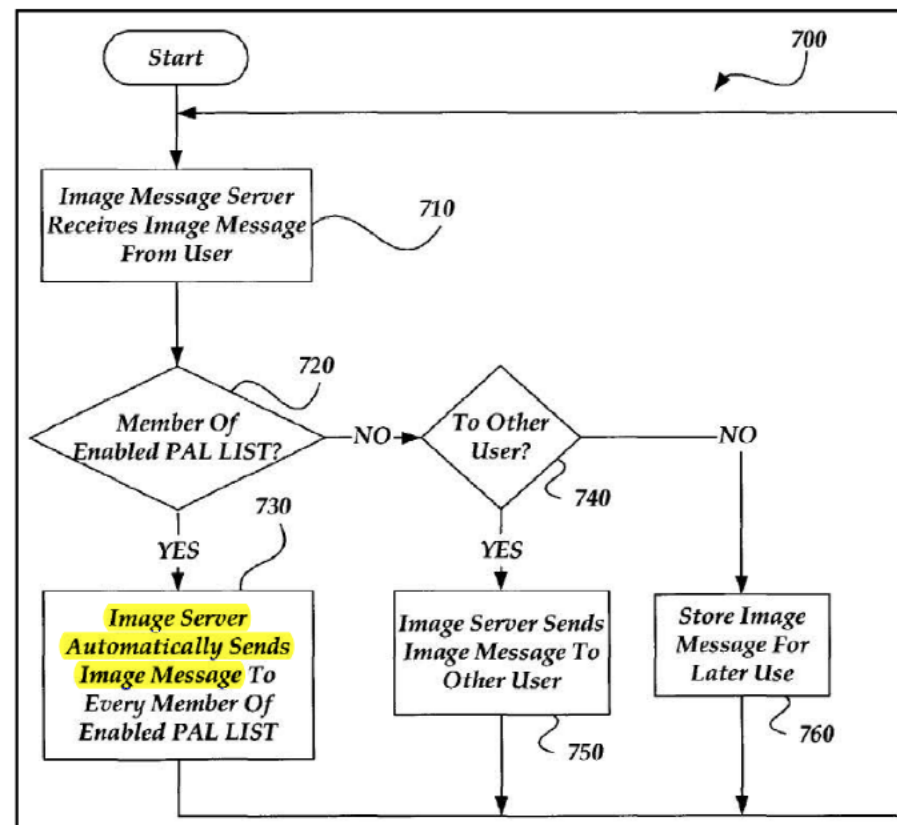 Start
700
Image Message Server
Receives Image Message
From User
710
720
Member Of
Enabled PAL LIST?
NO
To Other
User?
NO
740
730
YES
YES
Image Server
Automatically Sends
Image Message To
Every Member Of
Enabled PAL LIST
Image Server Sends
Image Message To
Other User
Store Image
Message For
Later Use
750
760